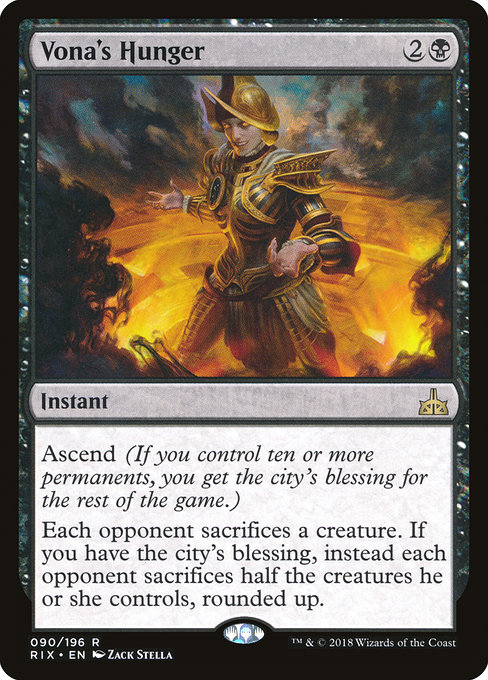 Vona's Hunger 2
Instant
Ascend (If you control ten or more
permanents, you get the city's blessing for
the rest of the game.)
Each opponent sacrifices a creature. If
you have the city's blessing, instead each
opponent sacrifices half the creatures he
or she controls, rounded up.
090/196 R
RIX • EN Zack Stella
™ & © 2018 Wizards of the Coast